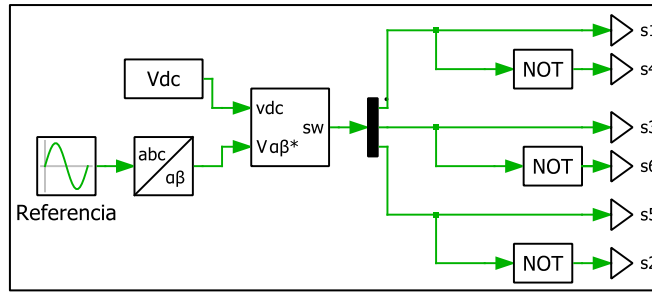 s1
NOT
s4
Vdc
vdc
sw
Vαβ*
s3
abc
αβ
NOT
s6
Referencia
s5
NOT
s2